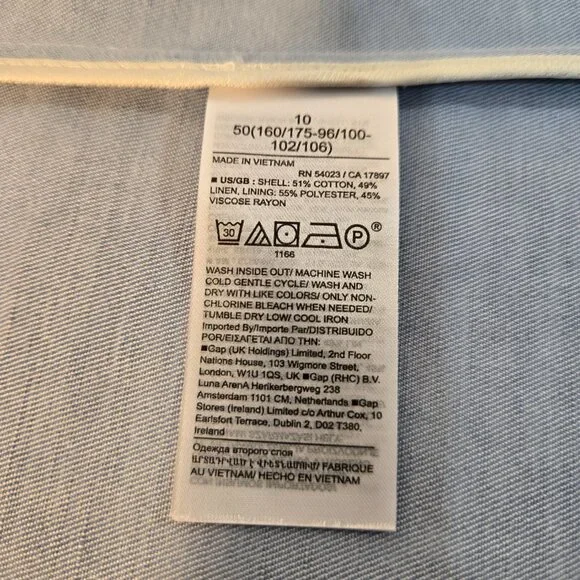 10
50(160/175-96/100-
102/106)
MADE IN VIETNAM
RN 54023 / CA 17897
■ US/GB : SHELL: 51% COTTON, 49%
LINEN, LINING: 55% POLYESTER, 45%
VISCOSE RAYON
30 P ®
1166
WASH INSIDE OUT/ MACHINE WASH
COLD GENTLE CYCLE/ WASH AND
DRY WITH LIKE COLORS/ ONLY NON-
CHLORINE BLEACH WHEN NEEDED/
TUMBLE DRY LOW/ COOL IRON
Imported By/Importe Par/DISTRIBUIDO
POR/ΕΙΣΑΓΕΤΑΙ ΑΠΟ ΤΗΝ:
■Gap (UK Holdings) Limited, 2nd Floor
Nations House, 103 Wigmore Street,
London, W1U 1QS, UK ■Gap (RHC) B.V.
Luna ArenA Herikerbergweg 238
Amsterdam 1101 CM, Netherlands ■Gap
Stores (Ireland) Limited c/o Arthur Cox, 10
Earlsfort Terrace, Dublin 2, D02 T380,
Ireland
Одежда второго слоя
ԱՐՏԱԴՐՎԱԾ Է ՎԻԵՏՆԱՄՈՒՄ/ FABRIQUE
AU VIETNAM/ HECHO EN VIETNAM